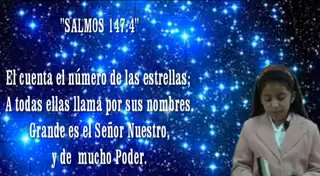 "SALMOS 147:4"
El cuenta el número de las estrellas;
A todas ellas llama por sus nombres.
Grande es el Señor Nuestro,
y de mucho Poder.